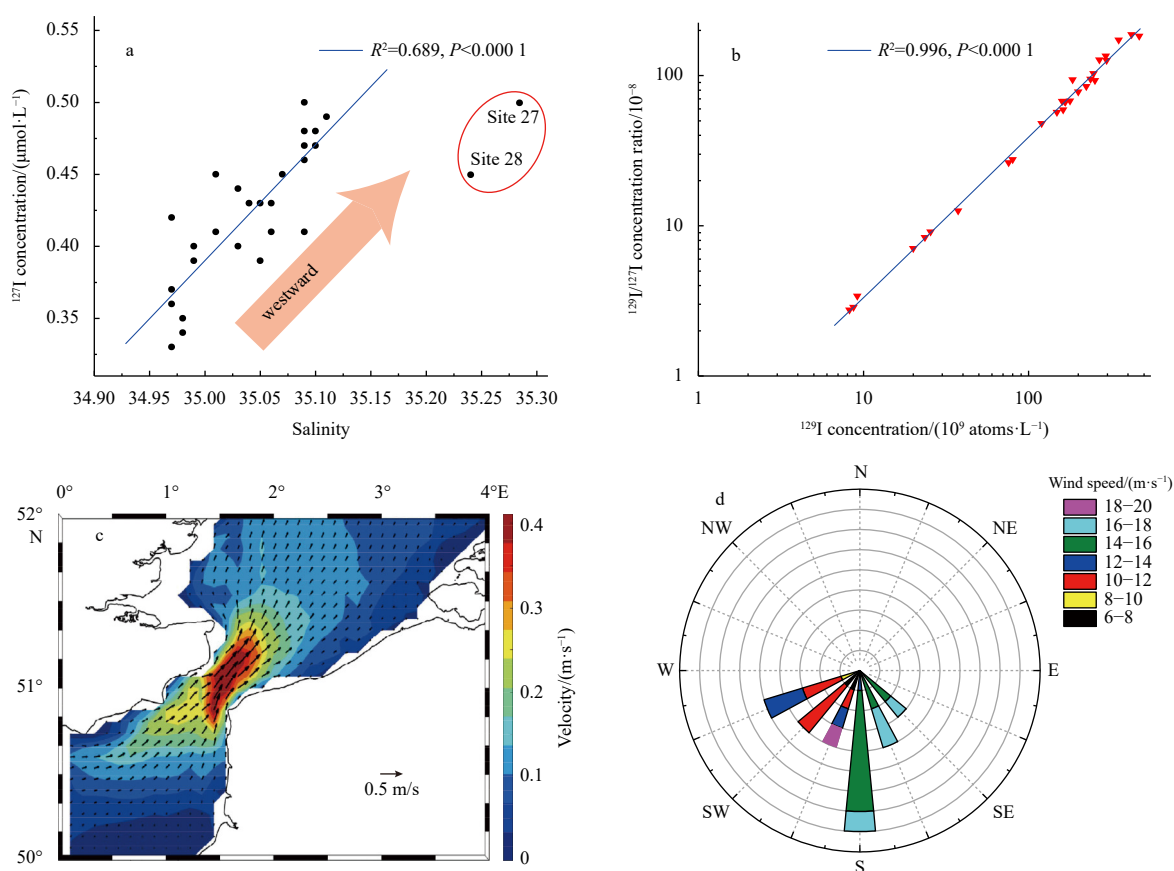 a
R²=0.689, P<0.000 1
0.55
0.50
0.45
0.40
0.35
¹²⁷I concentration/(μmol·L⁻¹)
Site 27
Site 28
westward
34.90 34.95 35.00 35.05 35.10 35.15 35.20 35.25 35.30
Salinity
b
R²=0.996, P<0.000 1
100
10
1
¹²⁹I/¹²⁷I concentration ratio/10⁻⁸
1 10 100
¹²⁹I concentration/(10⁹ atoms·L⁻¹)
0° 1° 2° 3° 4°E
52°
N
c
51°
50°
0.5 m/s
0.4
0.3
0.2
0.1
0
Velocity/(m·s⁻¹)
d
N
NE
E
SE
S
SW
W
NW
Wind speed/(m·s⁻¹)
18−20
16−18
14−16
12−14
10−12
8−10
6−8